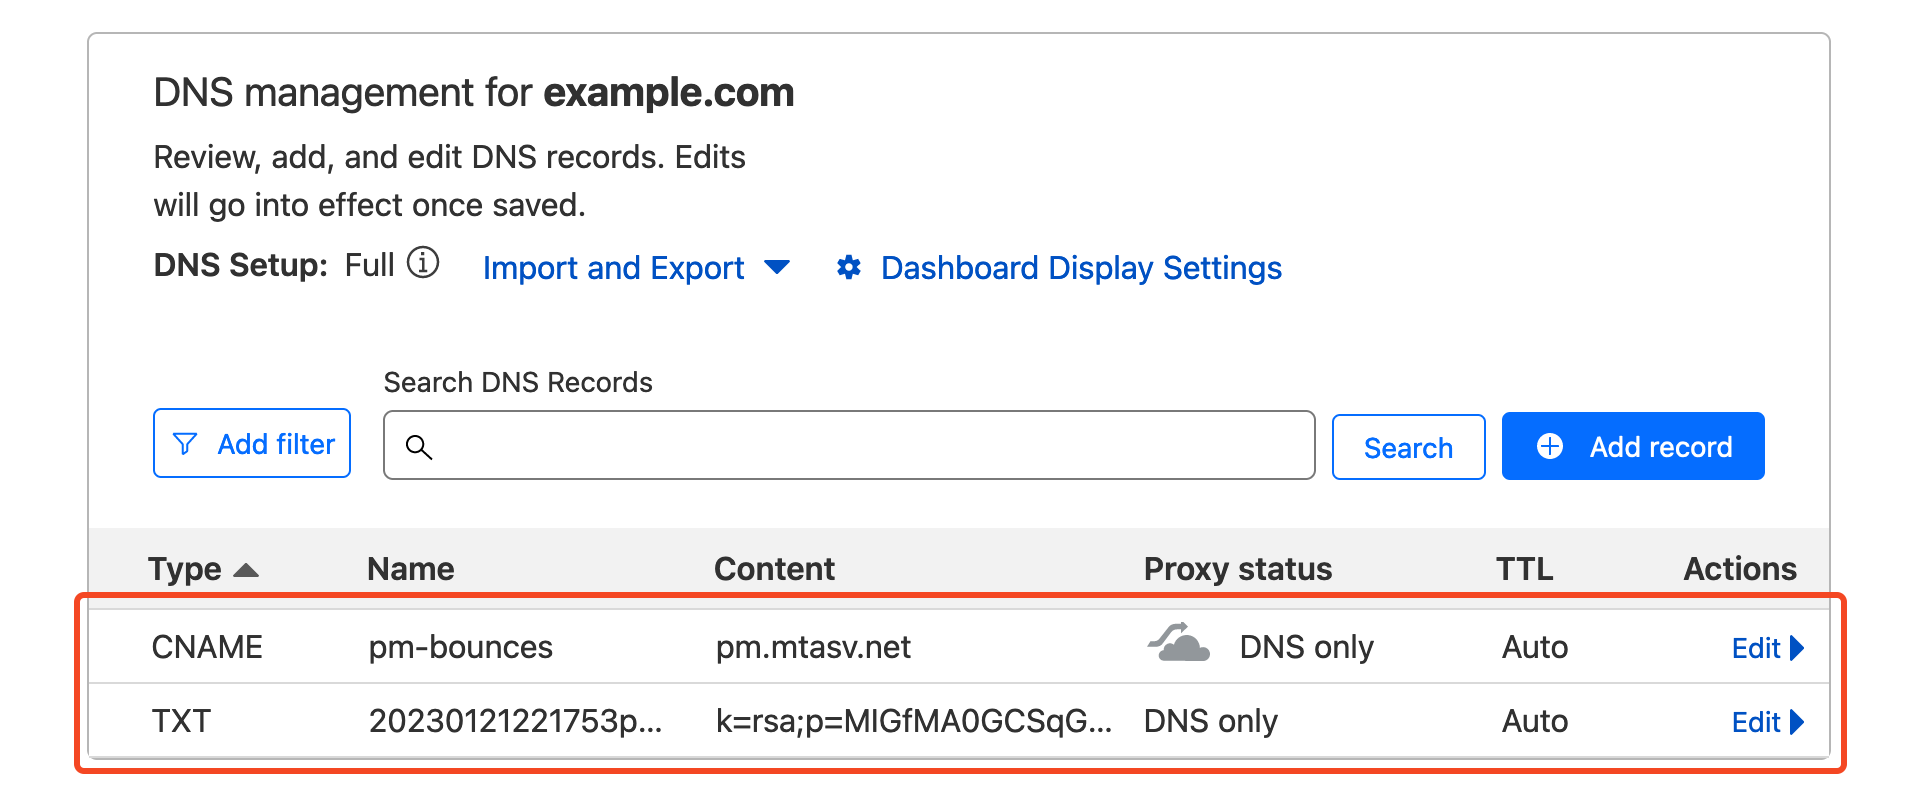 DNS management for example.com
Review, add, and edit DNS records. Edits
will go into effect once saved.
DNS Setup: Full Import and Export Dashboard Display Settings
Search DNS Records
Add filter Search Add record
Type Name Content Proxy status TTL Actions
CNAME pm-bounces pm.mtasv.net DNS only Auto Edit
TXT 20230121221753p... k=rsa;p=MIGfMA0GCSqG... DNS only Auto Edit